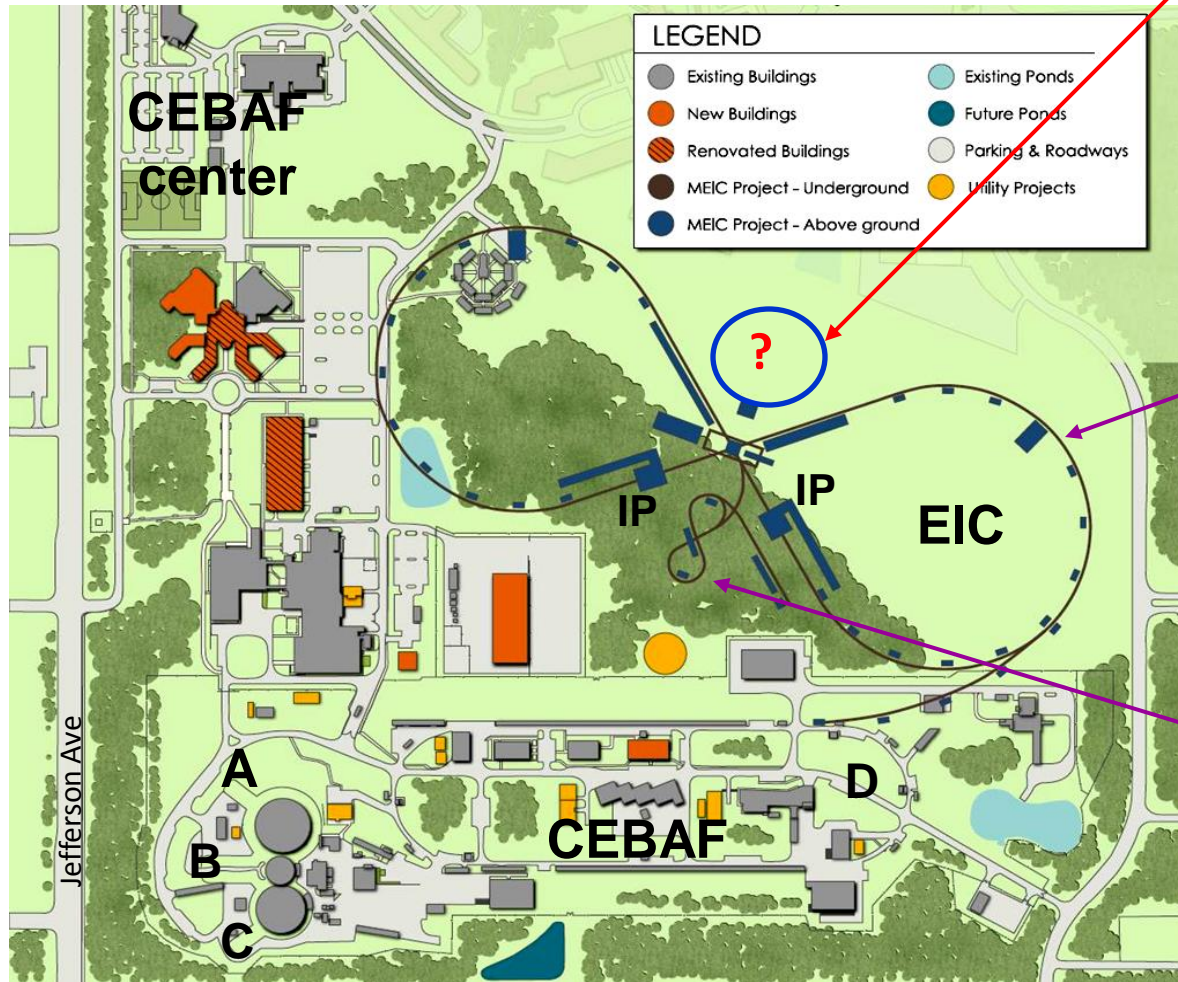 LEGEND
Existing Buildings
Existing Ponds
New Buildings
Future Ponds
Renovated Buildings
Parking & Roadways
MEIC Project - Underground
Utility Projects
MEIC Project - Above ground
CEBAF
center
?
IP
IP
EIC
A
D
B
CEBAF
C
Jefferson Ave